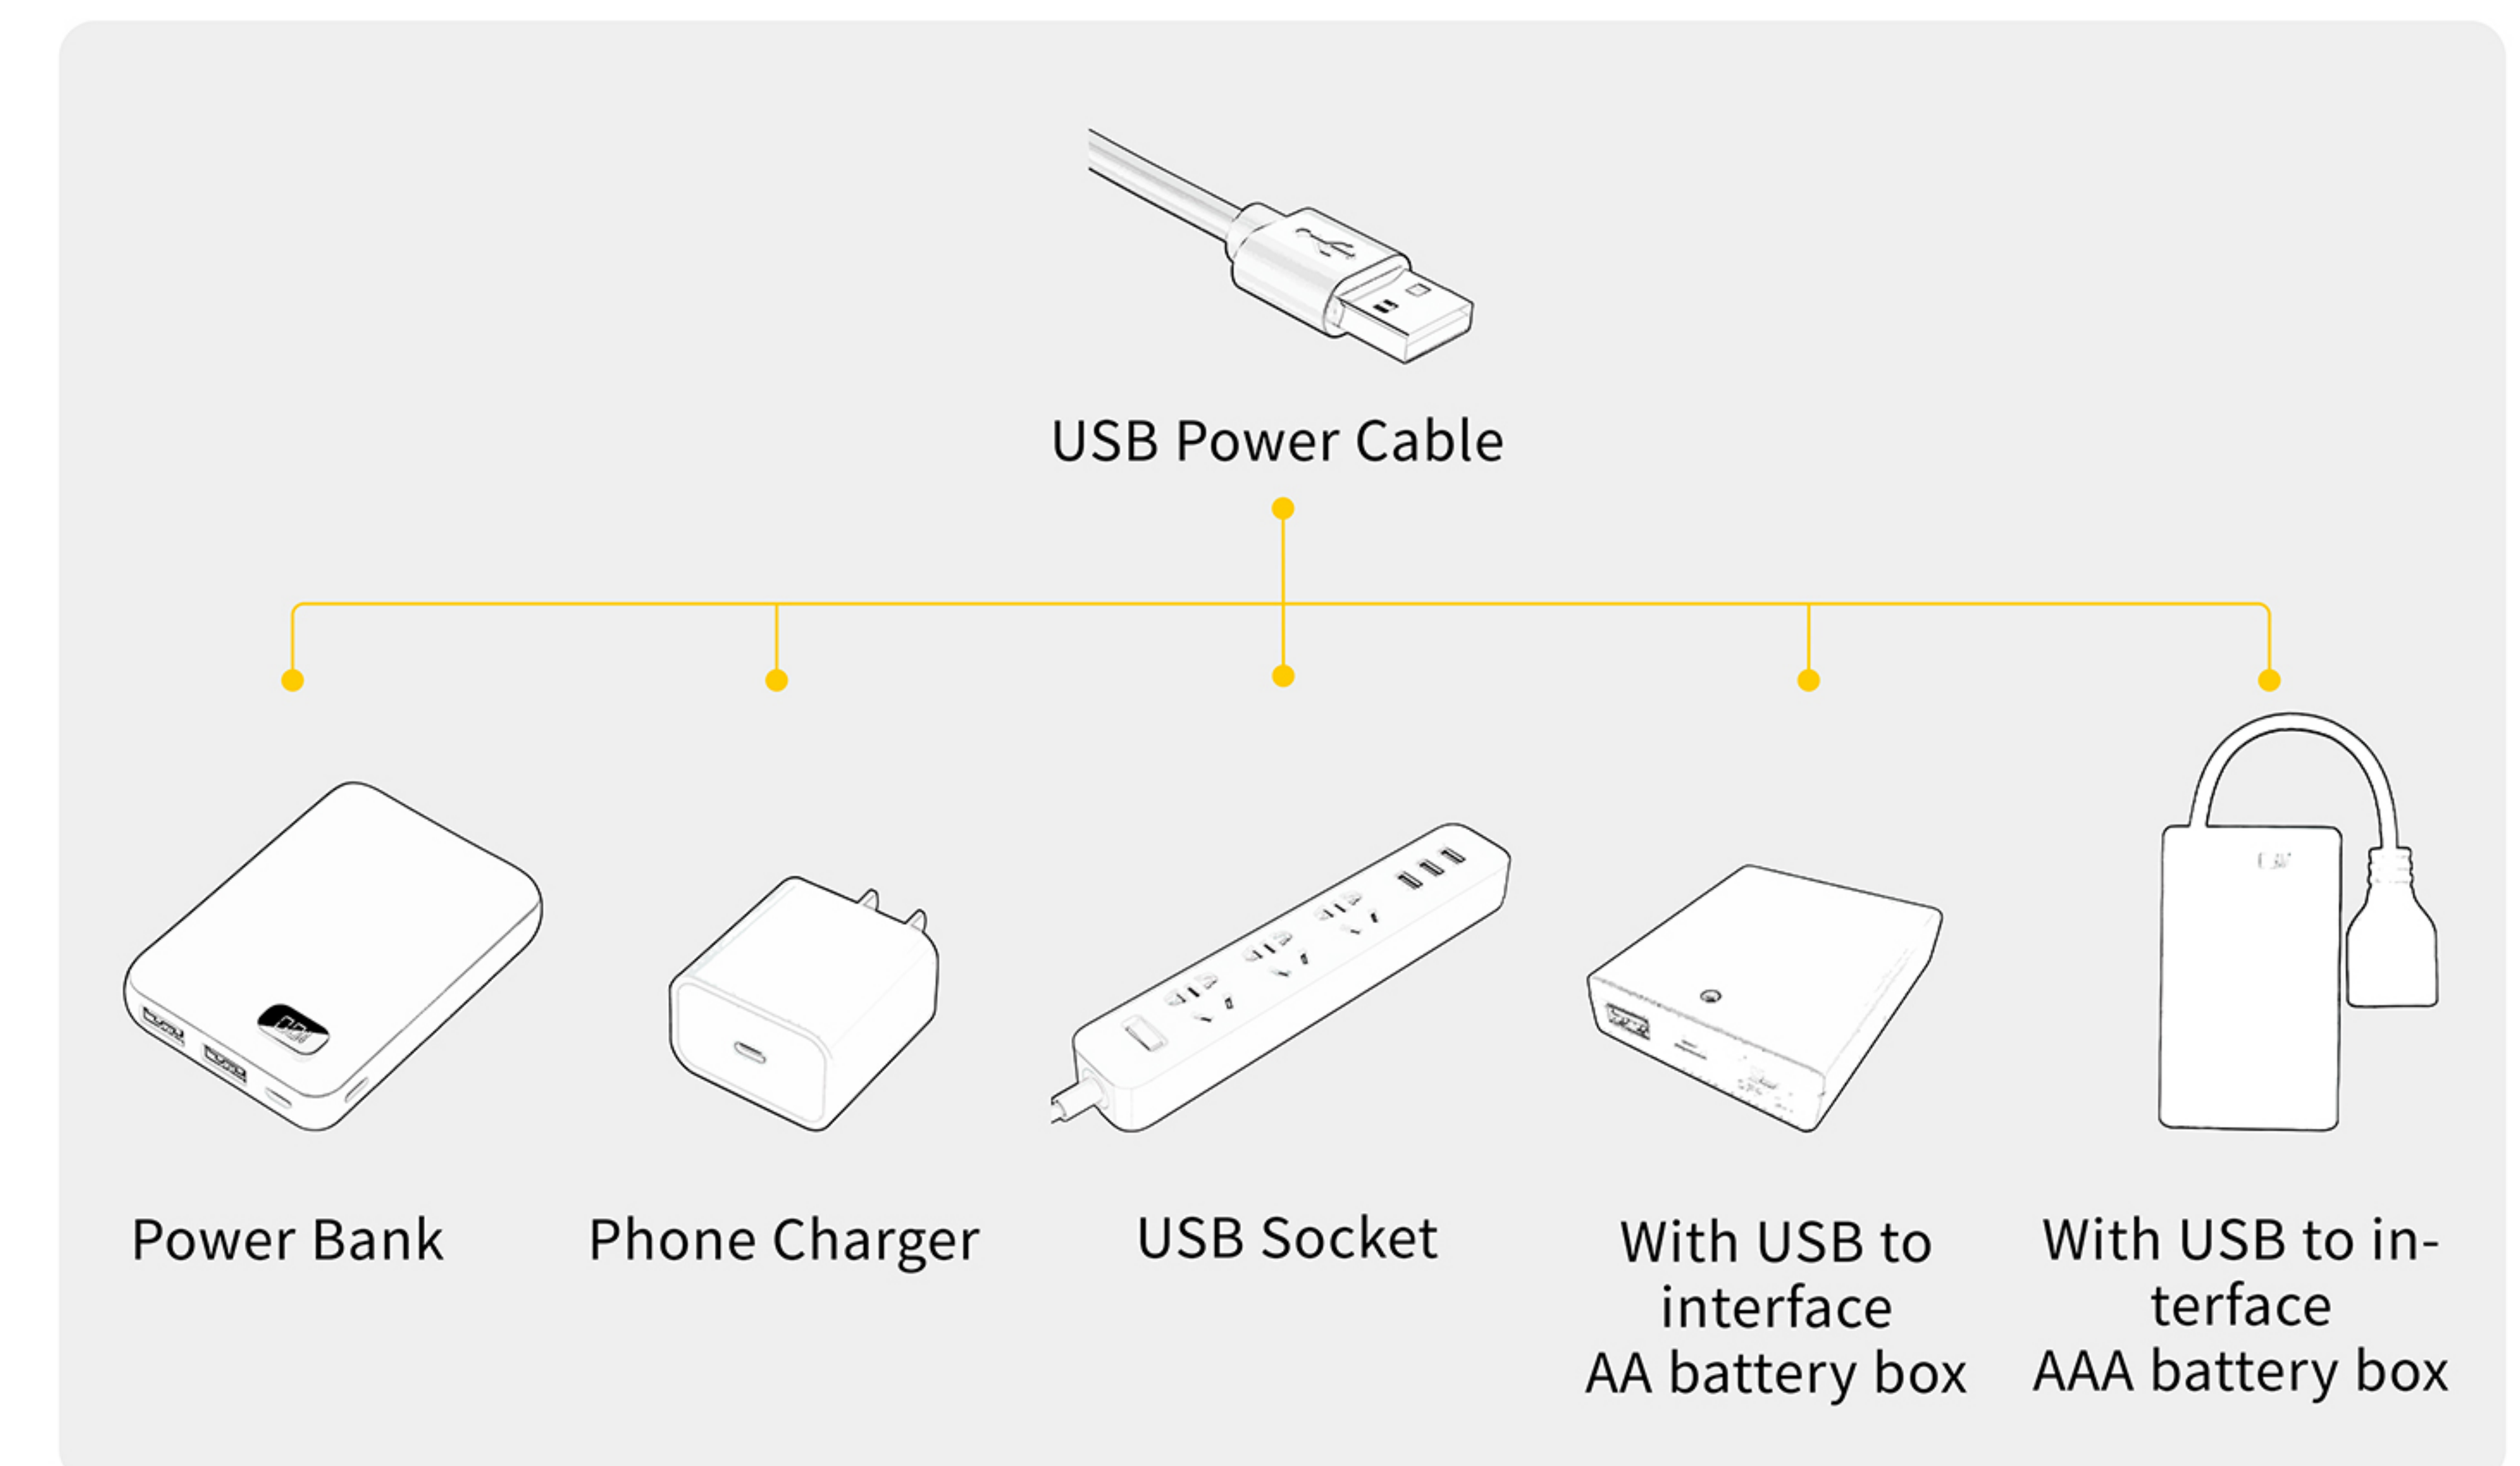 USB Power Cable
Power Bank
Phone Charger
USB Socket
With USB to
interface
AA battery box
With USB to in-
terface
AAA battery box